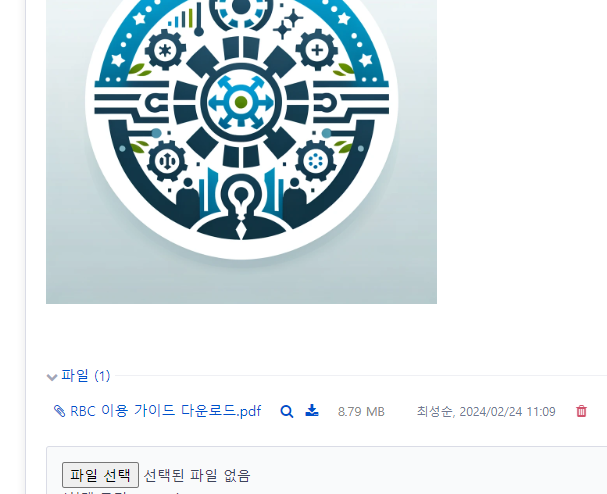 파일 (1)
RBC 이용 가이드 다운로드.pdf 8.79 MB 최성순, 2024/02/24 11:09
파일 선택 선택된 파일 없음